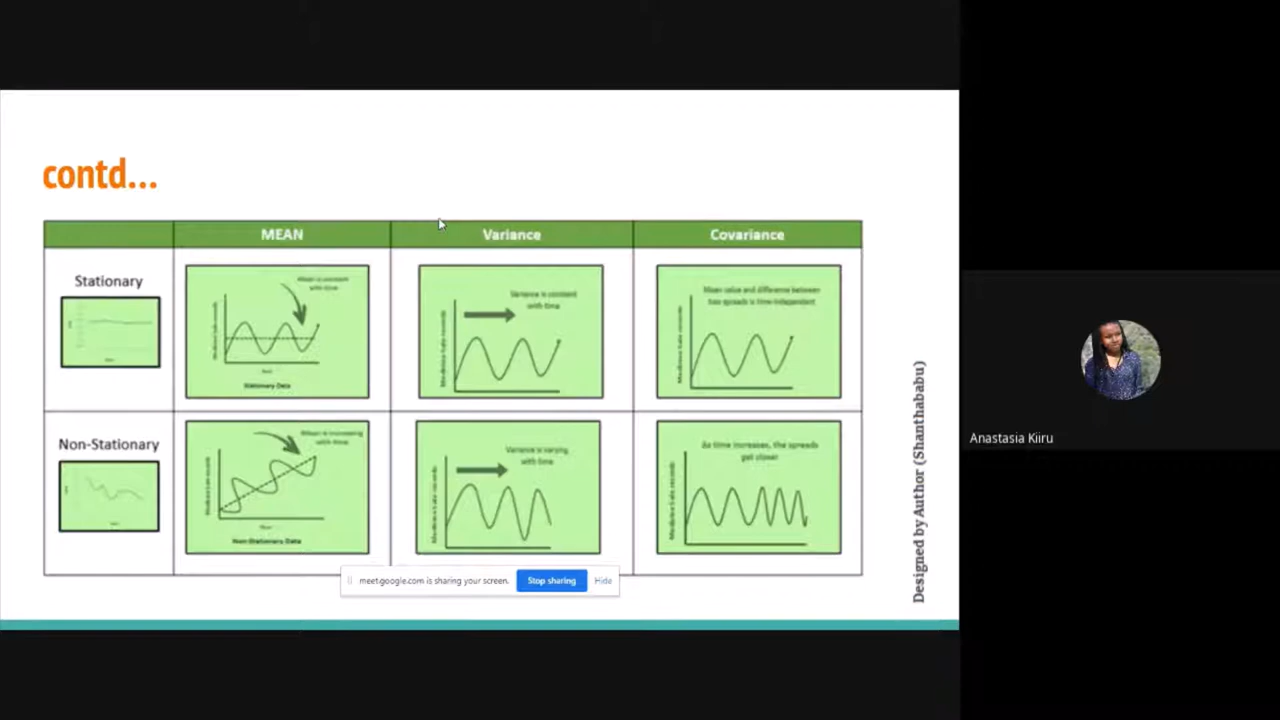 contd...
MEAN
Variance
Covariance
Stationary
Mean is constant
with time
Stationary Data
Variance is constant
with time
Mean value and difference between
two spreads is time-independent
Non-Stationary
Mean is increasing
with time
Non-Stationary Data
Variance is varying
with time
As time increases, the spreads
get closer
Designed by Author (Shanthababu)
meet.google.com is sharing your screen.
Stop sharing
Hide
Anastasia Kiiru